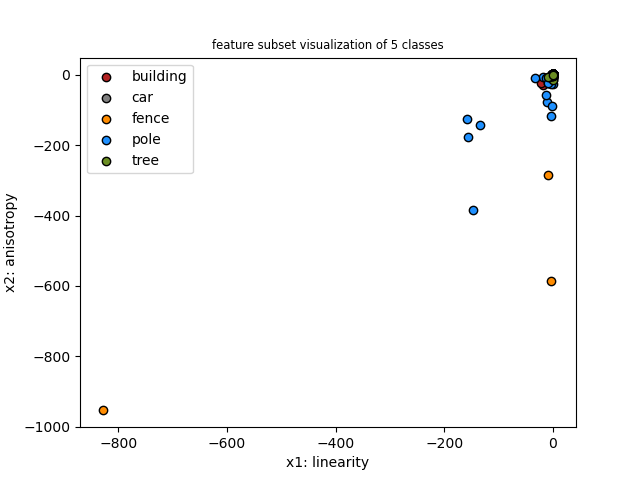 feature subset visualization of 5 classes
building
car
fence
pole
tree
0
−200
−400
−600
−800
−1000
x2: anisotropy
−800
−600
−400
−200
0
x1: linearity